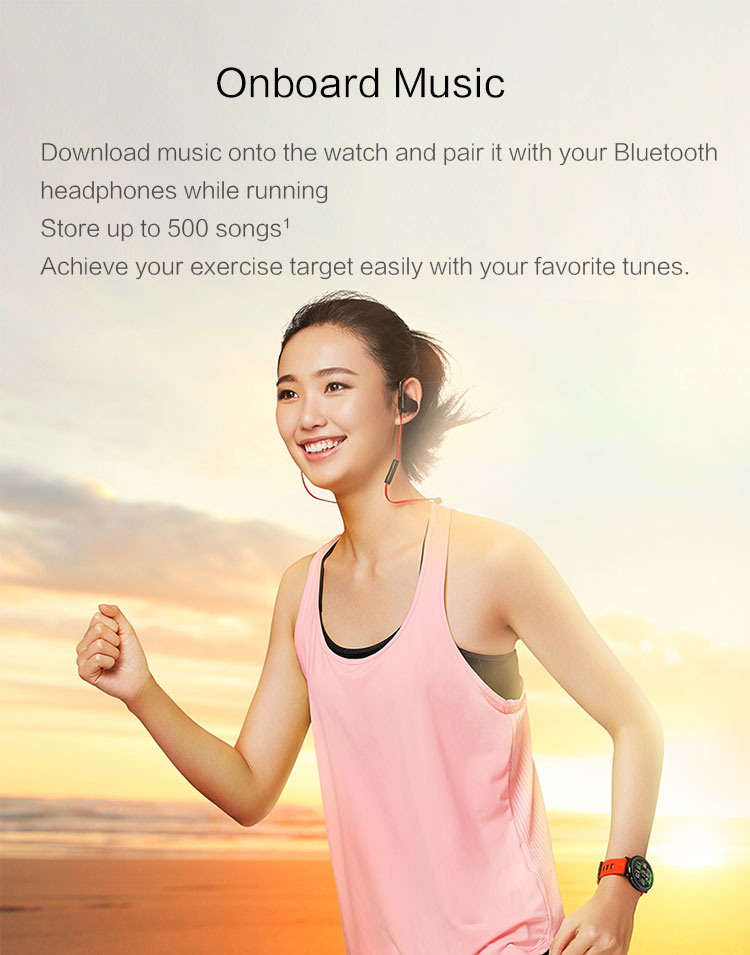 Onboard Music
Download music onto the watch and pair it with your Bluetooth
headphones while running
Store up to 500 songs¹
Achieve your exercise target easily with your favorite tunes.